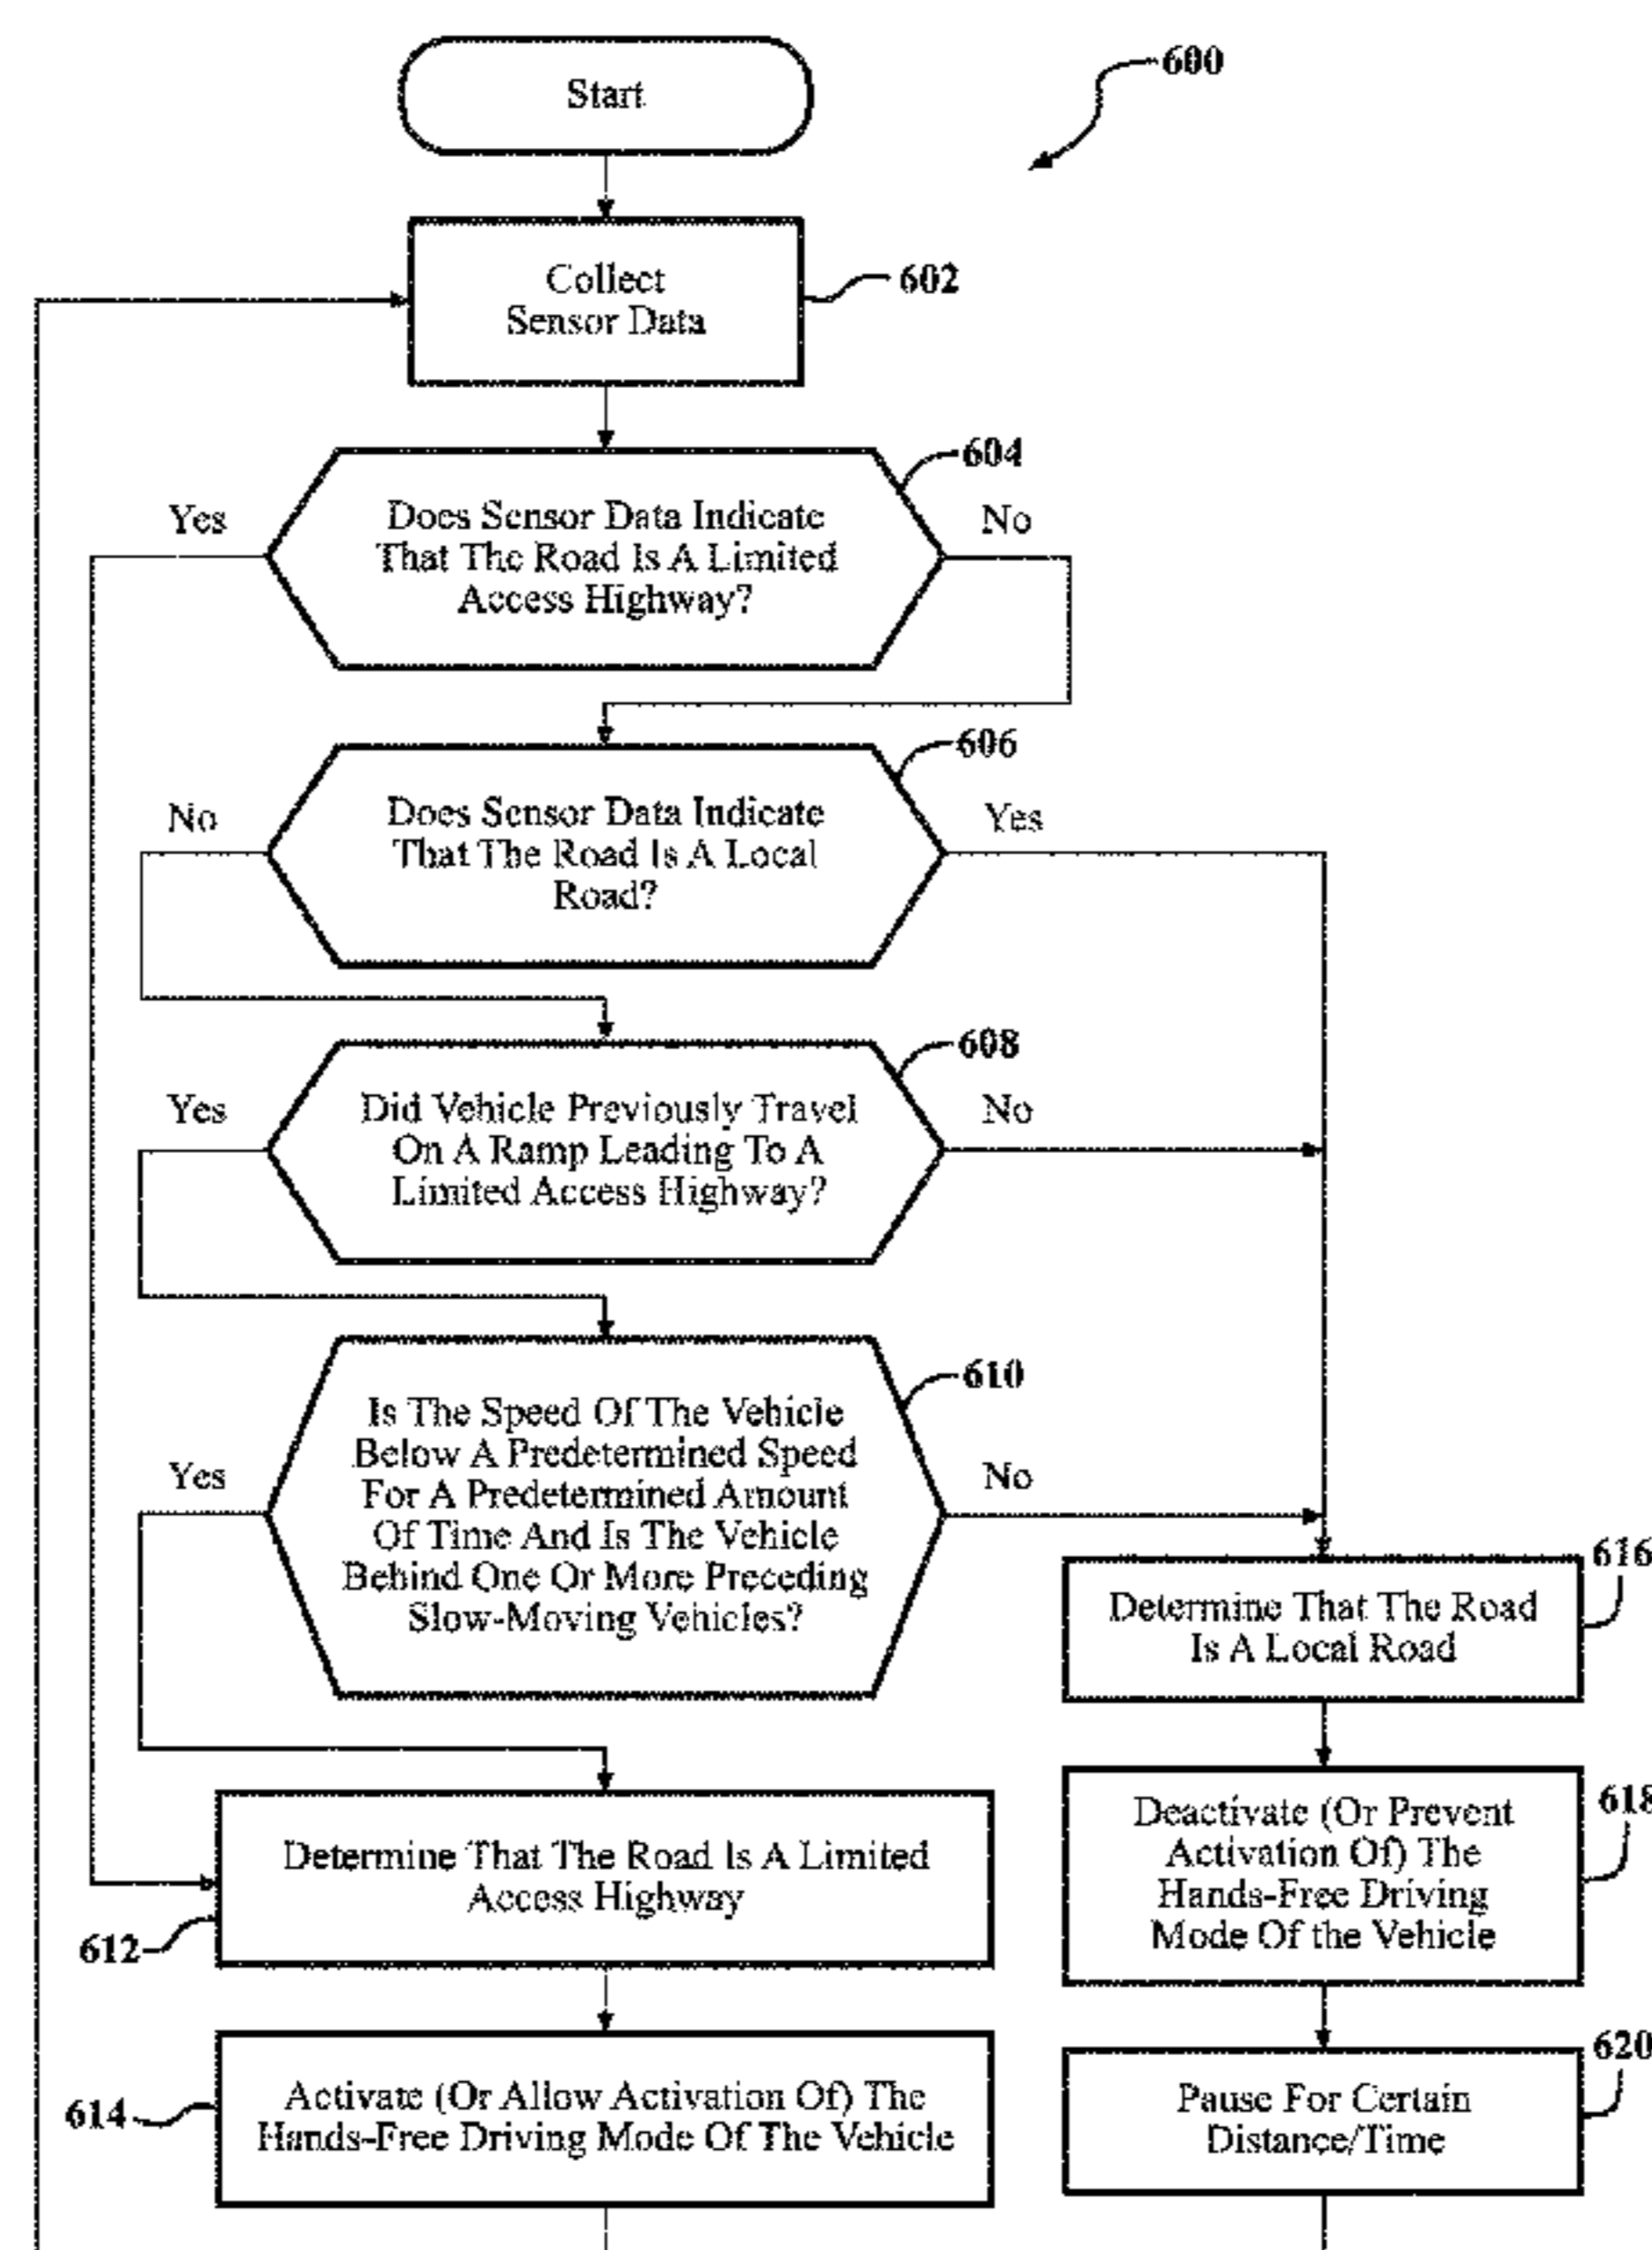 Start
600
Collect
Sensor Data
602
604
Yes
Does Sensor Data Indicate
That The Road Is A Limited
Access Highway?
No
606
No
Does Sensor Data Indicate
That The Road Is A Local
Road?
Yes
608
Yes
Did Vehicle Previously Travel
On A Ramp Leading To A
Limited Access Highway?
No
610
Yes
Is The Speed Of The Vehicle
Below A Predetermined Speed
For A Predetermined Amount
Of Time And Is The Vehicle
Behind One Or More Preceding
Slow-Moving Vehicles?
No
616
Determine That The Road
Is A Local Road
618
Deactivate (Or Prevent
Activation Of) The
Hands-Free Driving
Mode Of the Vehicle
Determine That The Road Is A Limited
Access Highway
612
620
Pause For Certain
Distance/Time
614
Activate (Or Allow Activation Of) The
Hands-Free Driving Mode Of The Vehicle